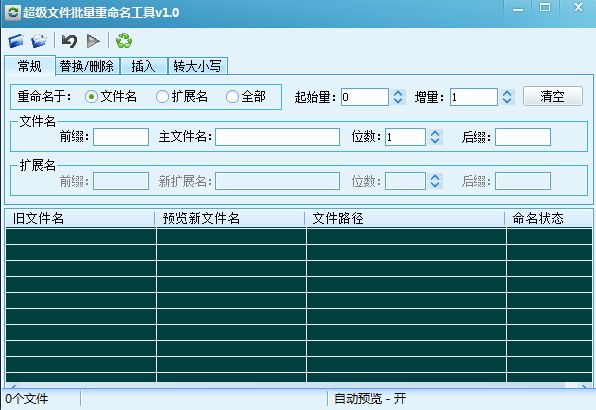 超级文件批量重命名工具v1.0
常规 替换/删除 插入 转大小写
重命名于: 文件名 扩展名 全部 起始量: 0 增量: 1 清空
文件名
前缀: 主文件名: 位数: 1 后缀:
扩展名
前缀: 新扩展名: 位数: 后缀:
旧文件名 预览新文件名 文件路径 命名状态
0个文件 自动预览 - 开